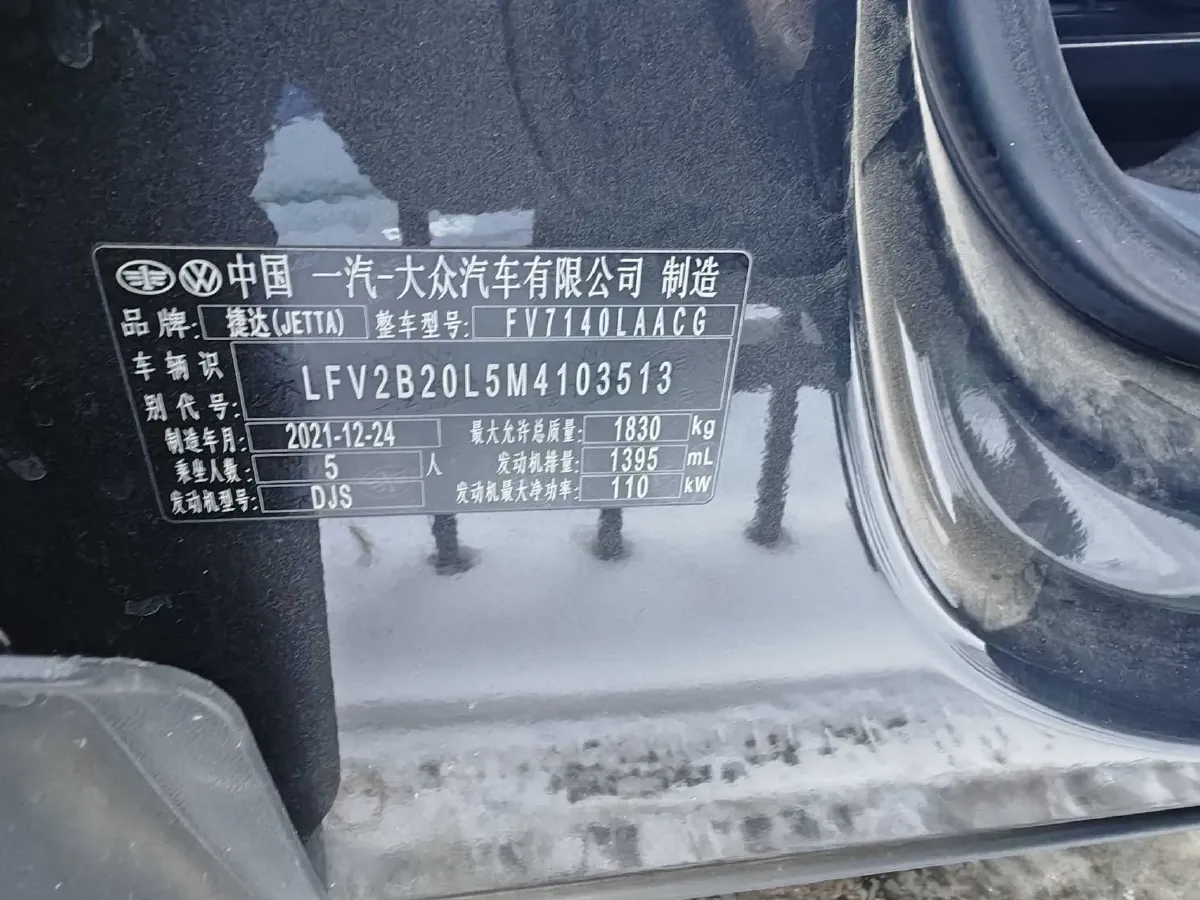 中国 一汽-大众汽车有限公司 制造
品牌: 捷达(JETTA) 整车型号: FV7140LAACG
车辆识别代号: LFV2B20L5M4103513
制造年月: 2021-12-24 最大允许总质量: 1830 kg
乘坐人数: 5 人 发动机排量: 1395 mL
发动机型号: DJS 发动机最大净功率: 110 kW